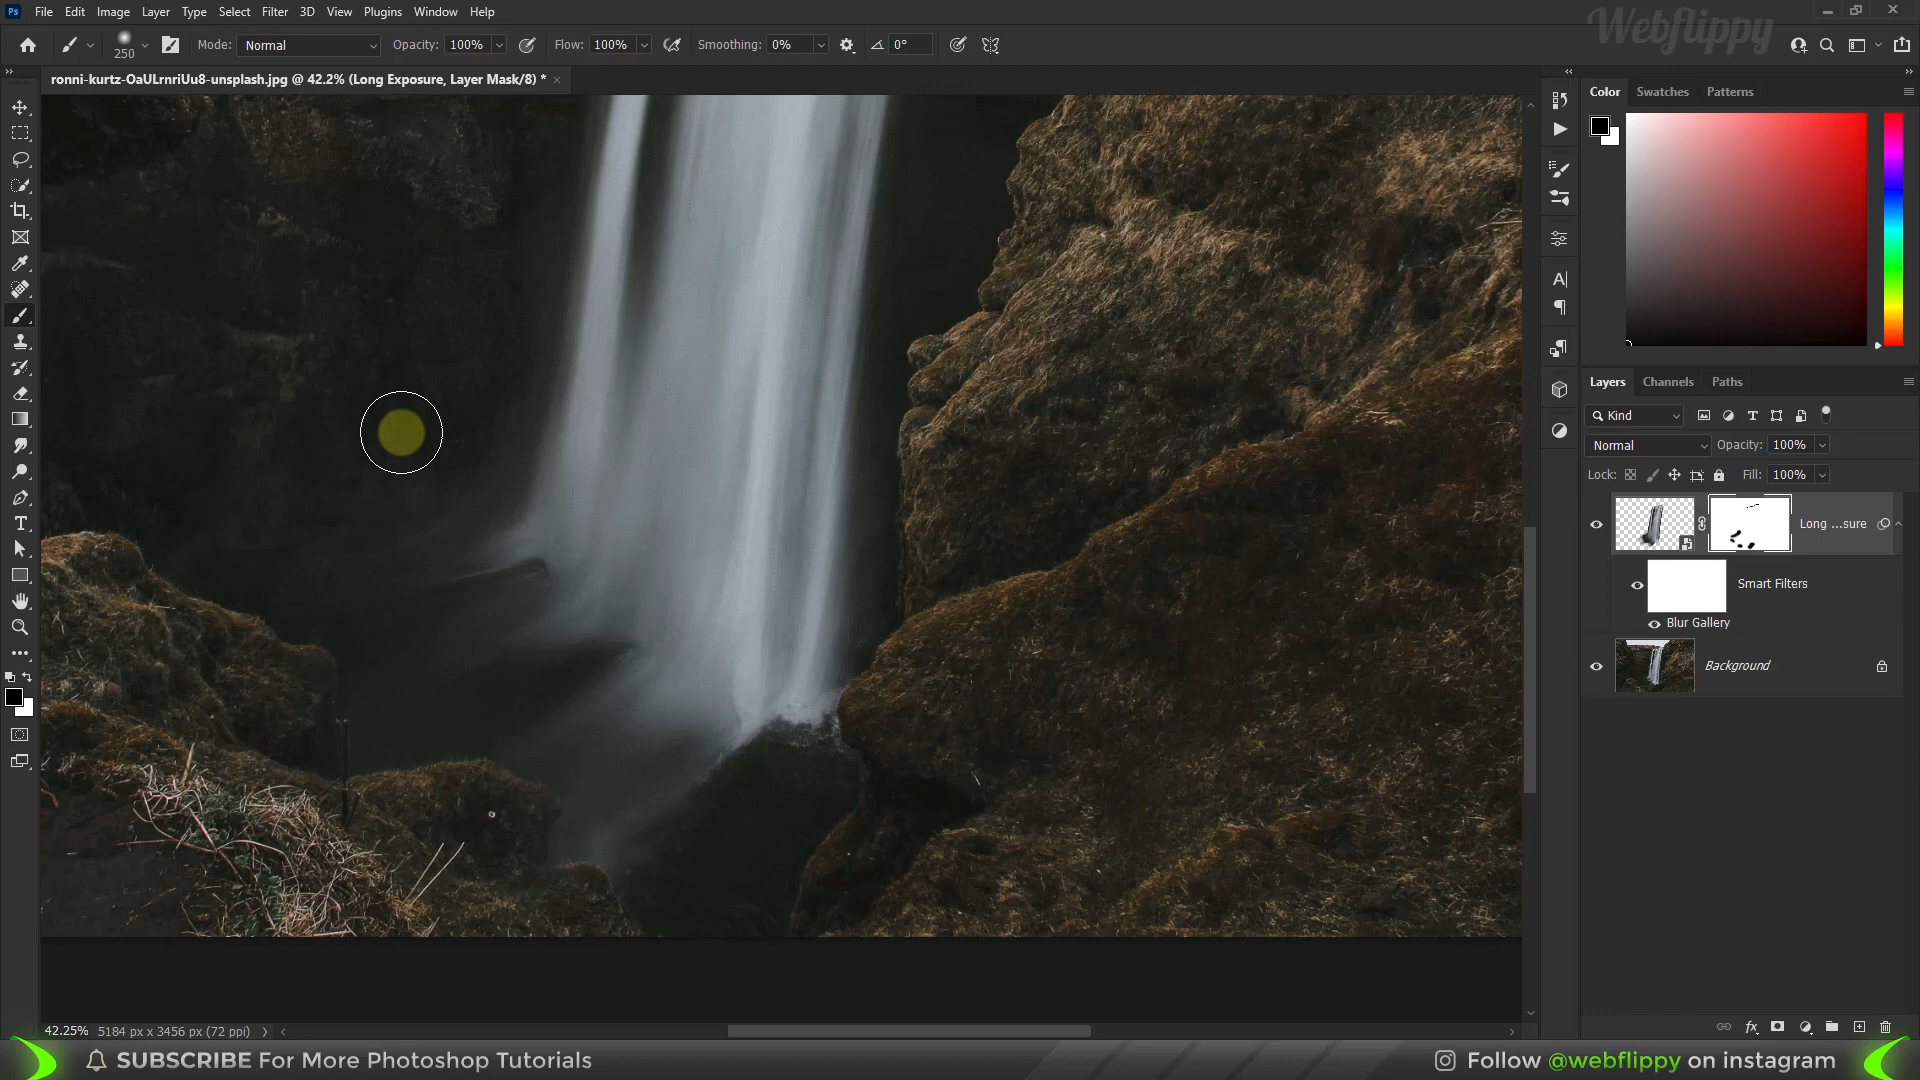 Ps File Edit Image Layer Type Select Filter 3D View Plugins Window Help
Webflippy
250 Mode: Normal Opacity: 100% Flow: 100% Smoothing: 0% 0°
ronni-kurtz-OaULrnriUu8-unsplash.jpg @ 42.2% (Long Exposure, Layer Mask/8) *
Color Swatches Patterns
Layers Channels Paths
Kind
Normal Opacity: 100%
Lock: Fill: 100%
Long ...sure
Smart Filters
Blur Gallery
Background
42.25% 5184 px x 3456 px (72 ppi)
SUBSCRIBE For More Photoshop Tutorials
Follow @webflippy on instagram